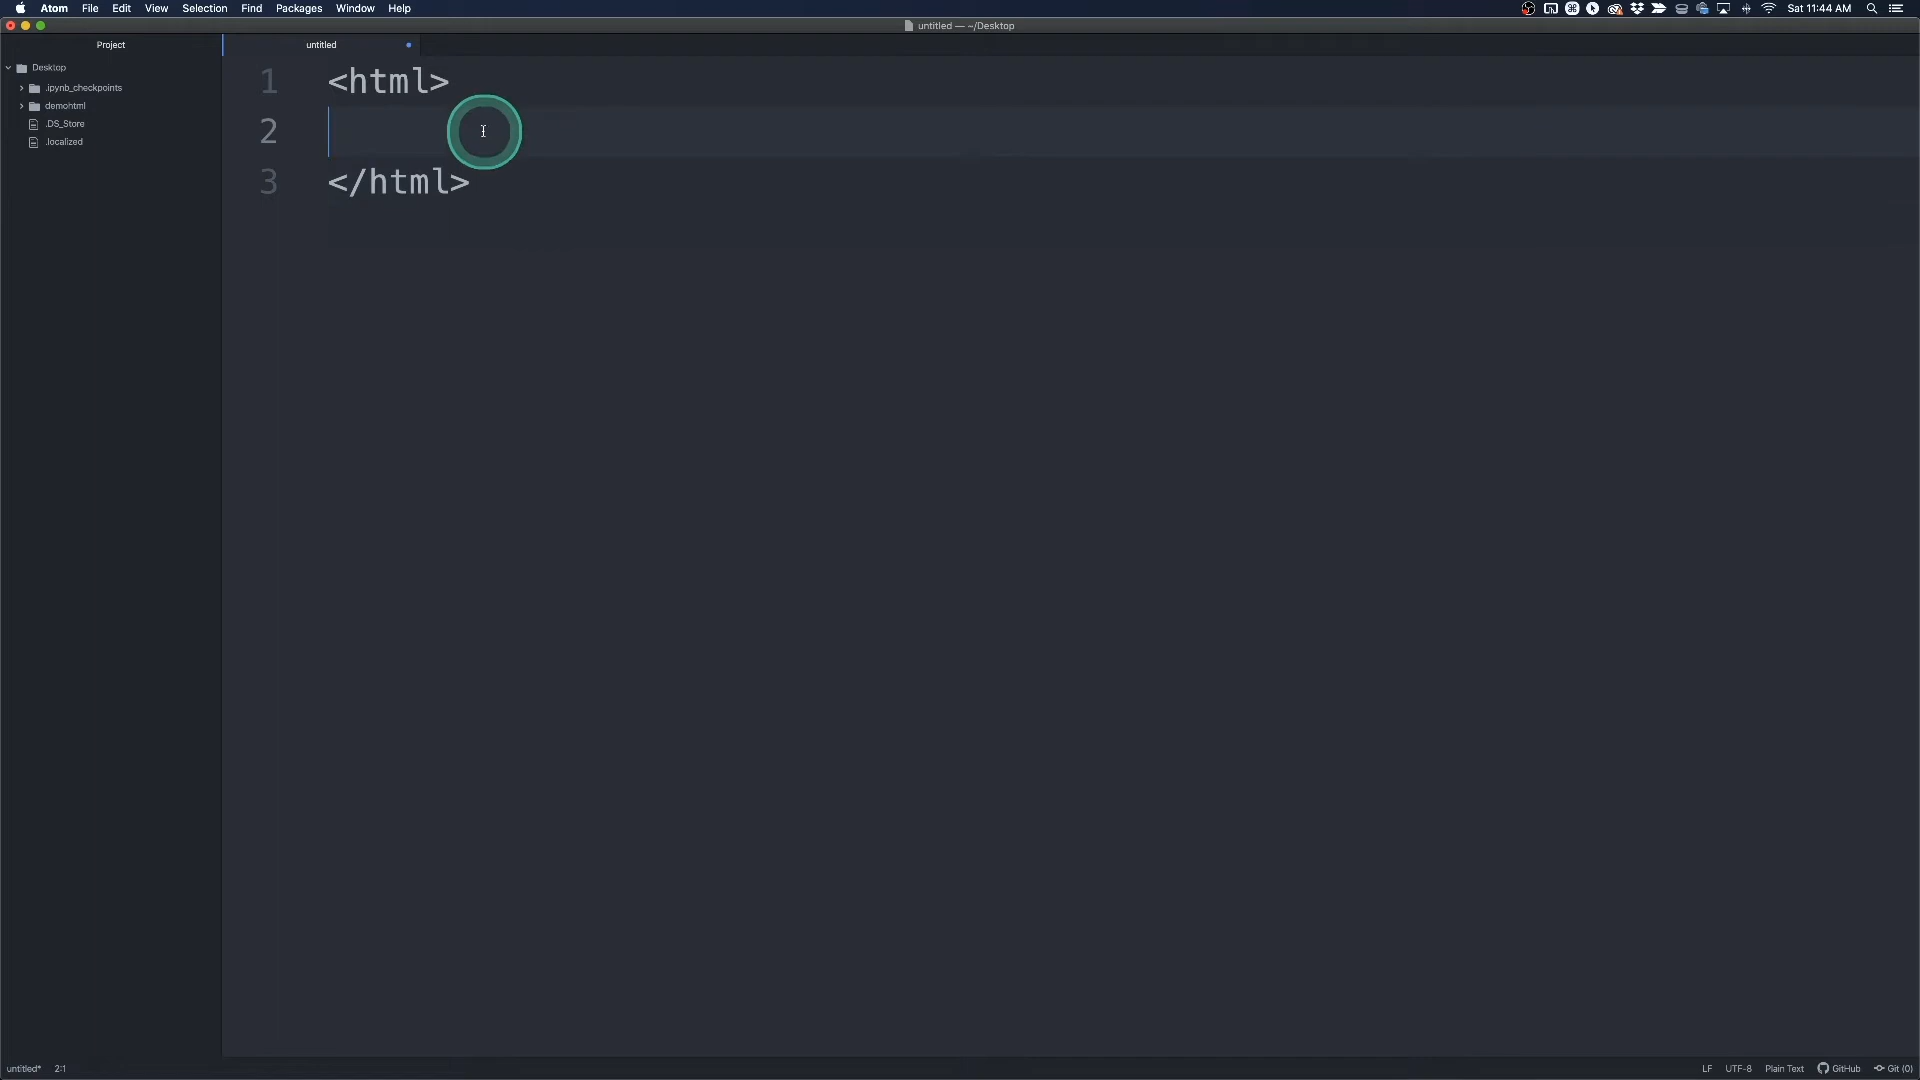 Atom File Edit View Selection Find Packages Window Help Sat 11:44 AM
untitled — ~/Desktop
Project untitled
Desktop
.ipynb_checkpoints
demohtml
.DS_Store
.localized
1 <html>
2
3 </html>
untitled* 2:1 LF UTF-8 Plain Text GitHub Git (0)